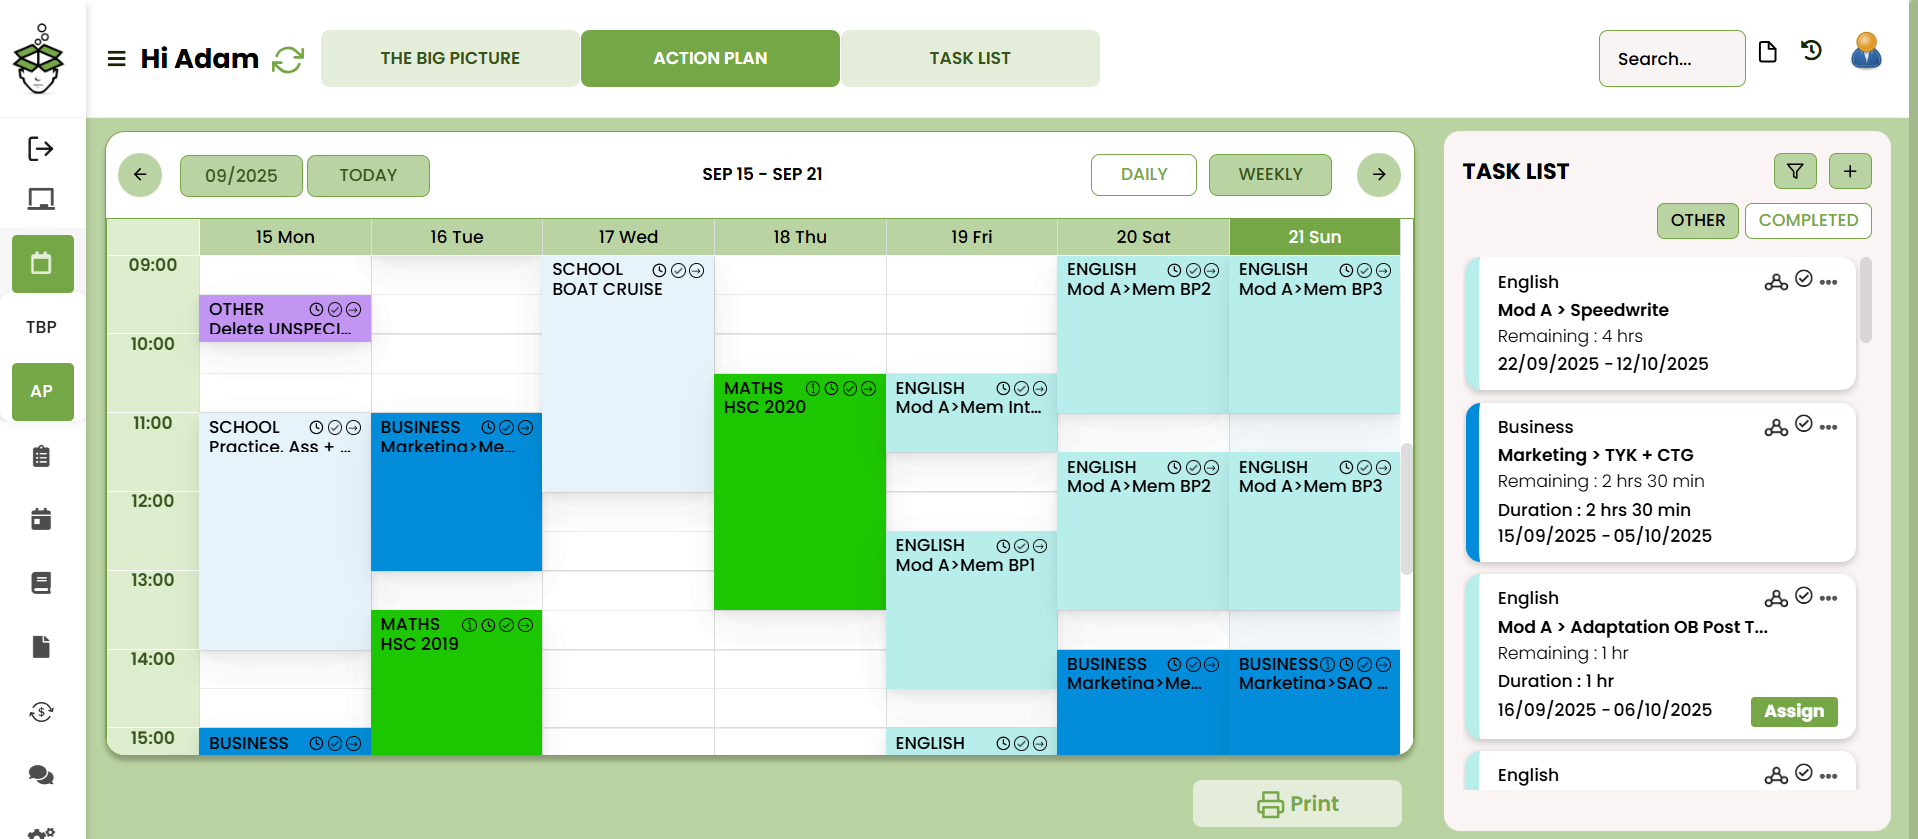 Hi Adam
THE BIG PICTURE
ACTION PLAN
TASK LIST
Search...
TBP
AP
09/2025
TODAY
SEP 15 - SEP 21
DAILY
WEEKLY
15 Mon
16 Tue
17 Wed
18 Thu
19 Fri
20 Sat
21 Sun
09:00
10:00
11:00
12:00
13:00
14:00
15:00
OTHER
Delete UNSPECI...
SCHOOL
Practice, Ass + ...
BUSINESS
BUSINESS
Marketing>Me...
MATHS
HSC 2019
SCHOOL
BOAT CRUISE
MATHS
HSC 2020
ENGLISH
Mod A>Mem Int...
ENGLISH
Mod A>Mem BP1
ENGLISH
ENGLISH
Mod A>Mem BP2
ENGLISH
Mod A>Mem BP2
BUSINESS
Marketing>Me...
ENGLISH
Mod A>Mem BP3
ENGLISH
Mod A>Mem BP3
BUSINESS
Marketing>SAO ...
Print
TASK LIST
OTHER
COMPLETED
English
Mod A > Speedwrite
Remaining : 4 hrs
22/09/2025 - 12/10/2025
Business
Marketing > TYK + CTG
Remaining : 2 hrs 30 min
Duration : 2 hrs 30 min
15/09/2025 - 05/10/2025
English
Mod A > Adaptation OB Post T...
Remaining : 1 hr
Duration : 1 hr
16/09/2025 - 06/10/2025
Assign
English